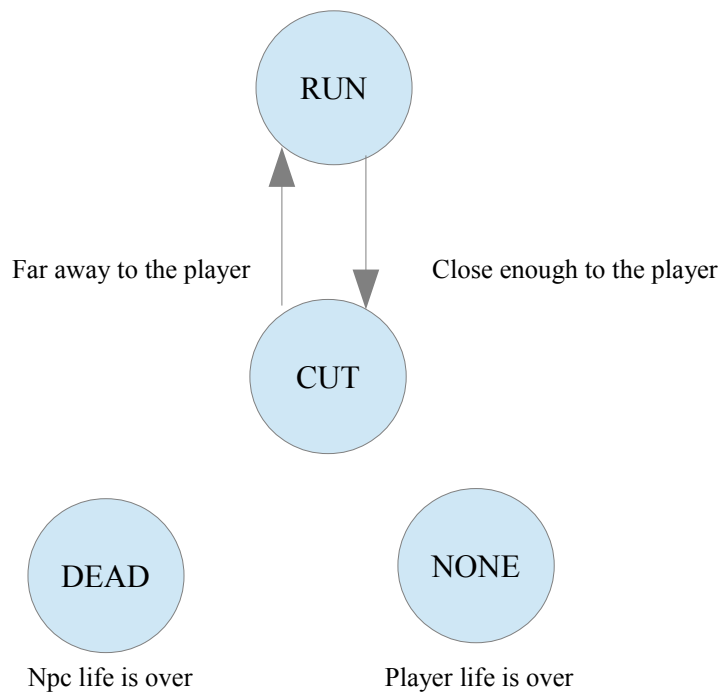 RUN
Far away to the player
Close enough to the player
CUT
DEAD
NONE
Npc life is over
Player life is over